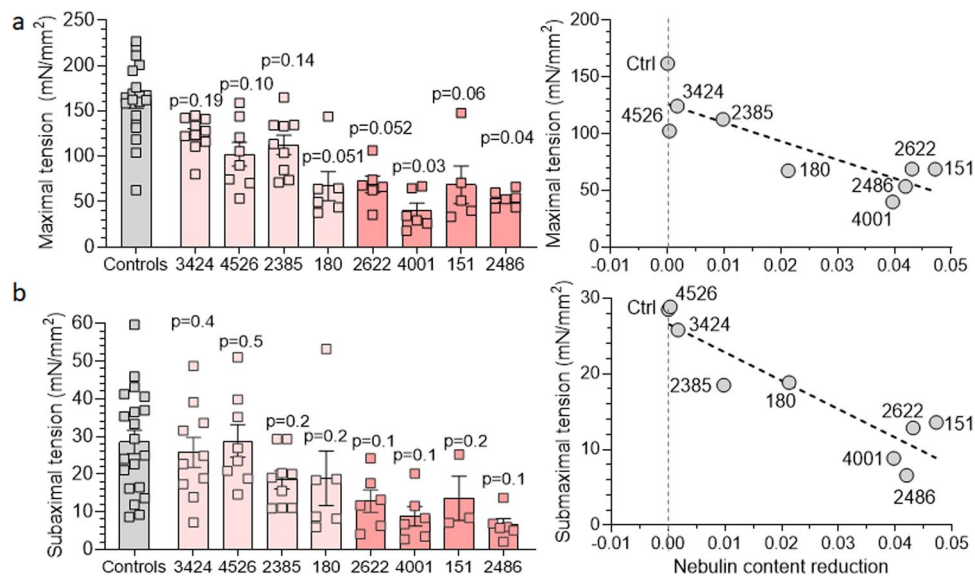 a
Maximal tension (mN/mm²)
250
200
150
100
50
0
p=0.19
p=0.10
p=0.14
p=0.051
p=0.052
p=0.03
p=0.06
p=0.04
Controls 3424 4526 2385 180 2622 4001 151 2486
Maximal tension (mN/mm²)
200
150
100
50
0
Ctrl
3424
4526
2385
180
2622
151
2486
4001
-0.01 0.00 0.01 0.02 0.03 0.04 0.05
b
Subaximal tension (mN/mm²)
60
50
40
30
20
10
0
p=0.4
p=0.5
p=0.2
p=0.2
p=0.1
p=0.1
p=0.2
p=0.1
Controls 3424 4526 2385 180 2622 4001 151 2486
Submaximal tension (mN/mm²)
30
20
10
0
4526
Ctrl
3424
2385
180
2622
151
4001
2486
-0.01 0.00 0.01 0.02 0.03 0.04 0.05
Nebulin content reduction